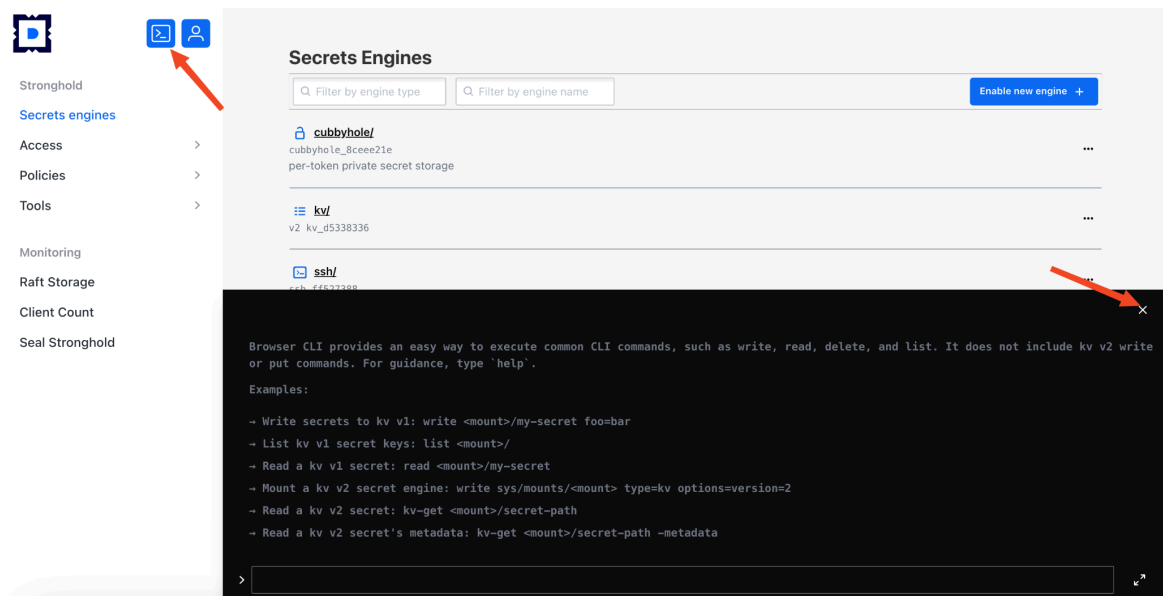 Stronghold
Secrets engines
Access
Policies
Tools
Monitoring
Raft Storage
Client Count
Seal Stronghold
Secrets Engines
Filter by engine type
Filter by engine name
Enable new engine +
cubbyhole/
cubbyhole_8ceee21e
per-token private secret storage
kv/
v2 kv_d5338336
ssh/
ssh_ff527388
Browser CLI provides an easy way to execute common CLI commands, such as write, read, delete, and list. It does not include kv v2 write
or put commands. For guidance, type `help`.
Examples:
→ Write secrets to kv v1: write <mount>/my-secret foo=bar
→ List kv v1 secret keys: list <mount>/
→ Read a kv v1 secret: read <mount>/my-secret
→ Mount a kv v2 secret engine: write sys/mounts/<mount> type=kv options=version=2
→ Read a kv v2 secret: kv-get <mount>/secret-path
→ Read a kv v2 secret's metadata: kv-get <mount>/secret-path -metadata